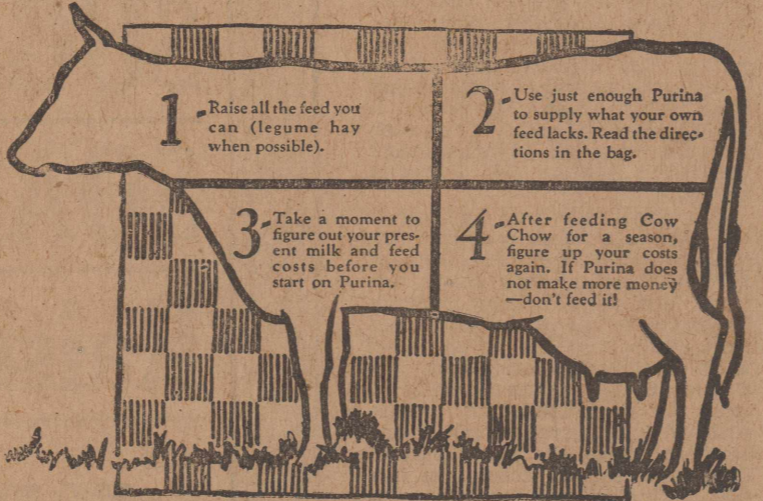 1-Raise all the feed you
can (legume hay
when possible).
2-Use just enough Purina
to supply what your own
feed lacks. Read the direc-
tions in the bag.
3-Take a moment to
figure out your pres-
ent milk and feed
costs before you
start on Purina.
4-After feeding Cow
Chow for a season,
figure up your costs
again. If Purina does
not make more money
—don't feed it!